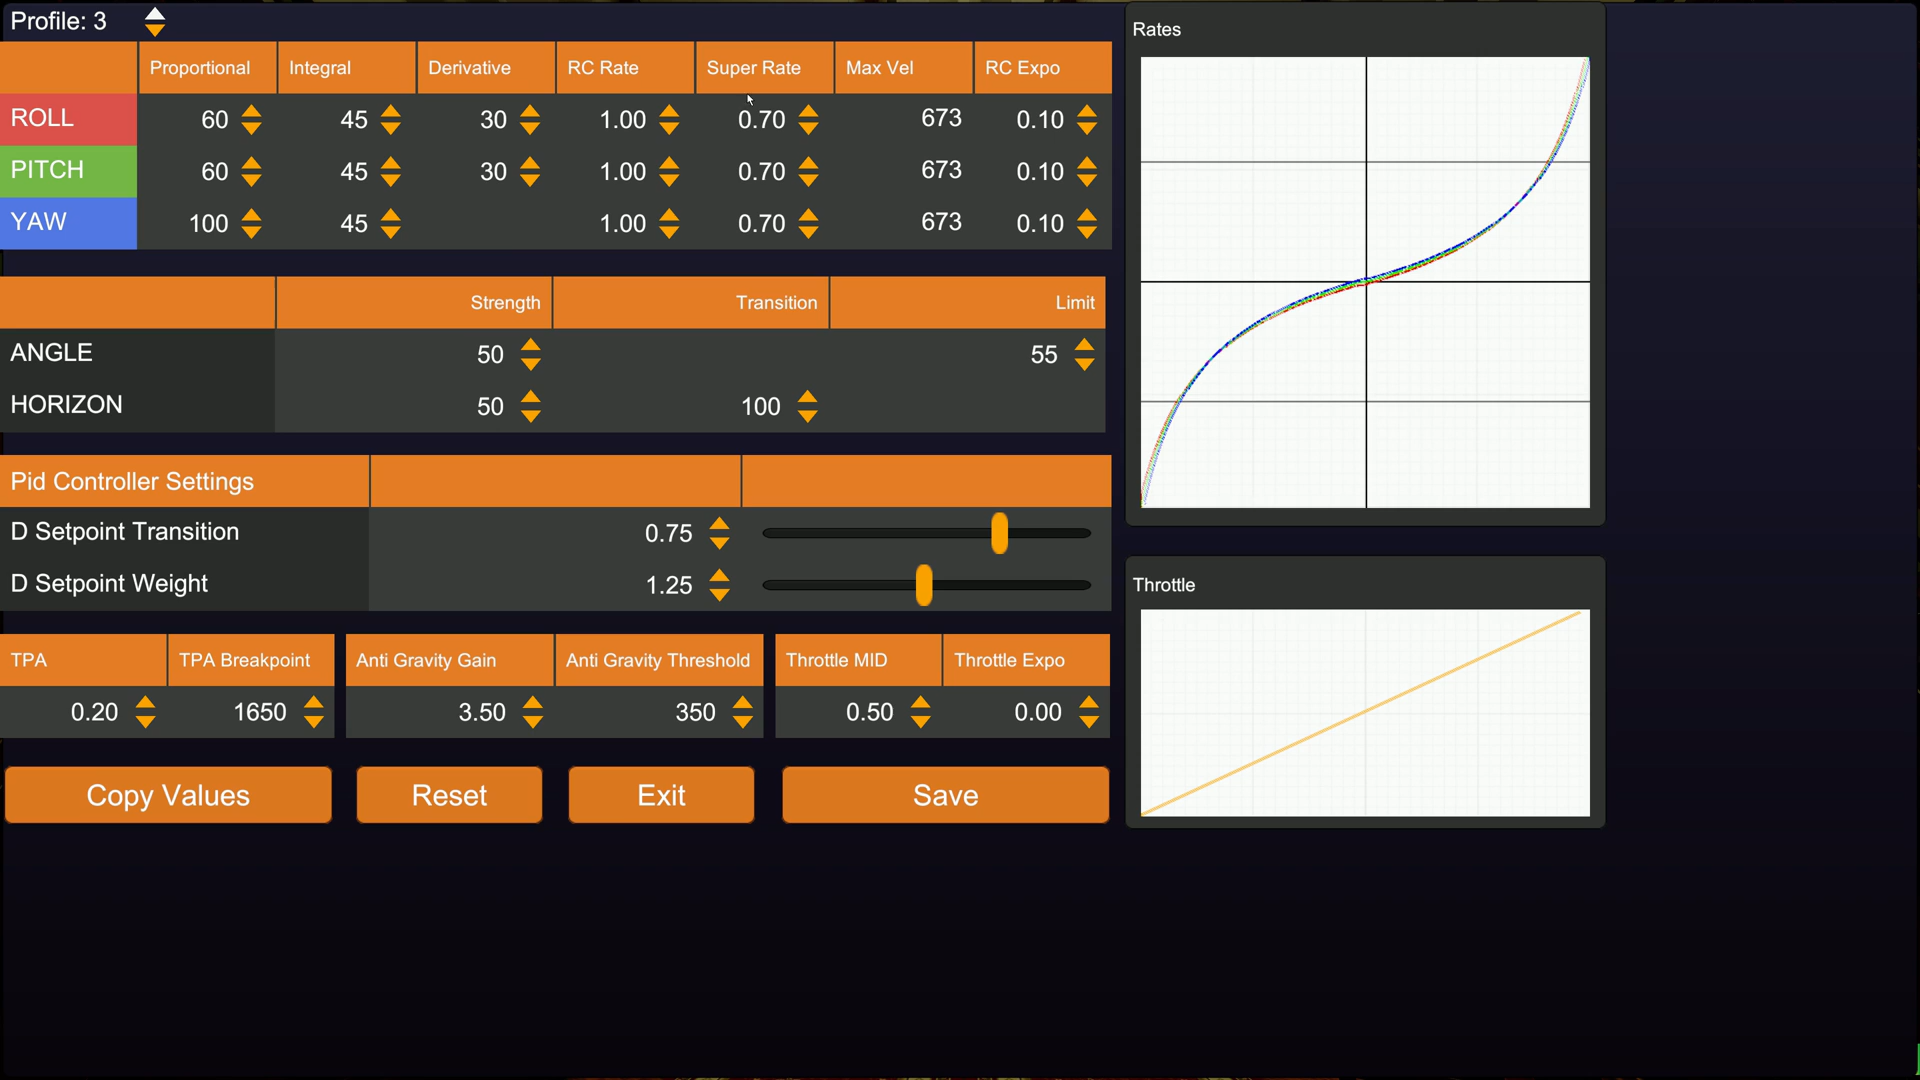 Profile: 3
Proportional Integral Derivative RC Rate Super Rate Max Vel RC Expo
ROLL 60 45 30 1.00 0.70 673 0.10
PITCH 60 45 30 1.00 0.70 673 0.10
YAW 100 45 1.00 0.70 673 0.10
Strength Transition Limit
ANGLE 50 55
HORIZON 50 100
Pid Controller Settings
D Setpoint Transition 0.75
D Setpoint Weight 1.25
TPA TPA Breakpoint Anti Gravity Gain Anti Gravity Threshold Throttle MID Throttle Expo
0.20 1650 3.50 350 0.50 0.00
Copy Values Reset Exit Save
Rates
Throttle